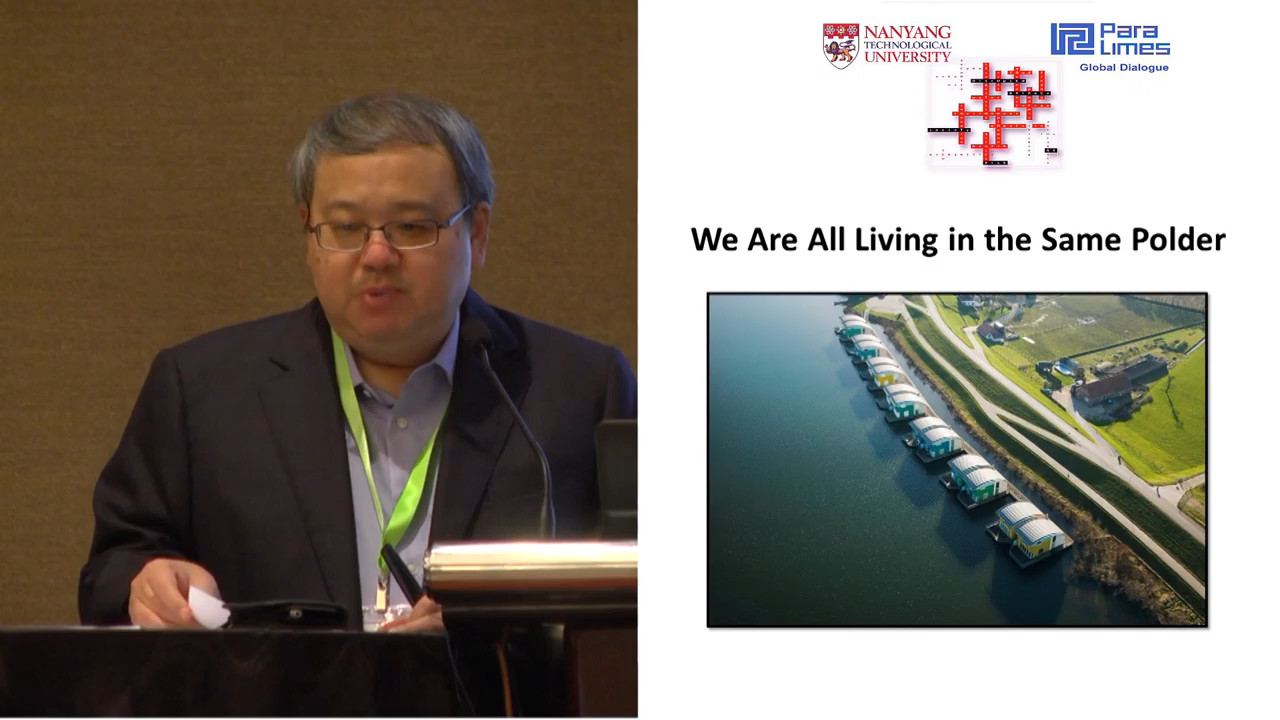 NANYANG
TECHNOLOGICAL
UNIVERSITY
Para
Limes
Global Dialogue
We Are All Living in the Same Polder